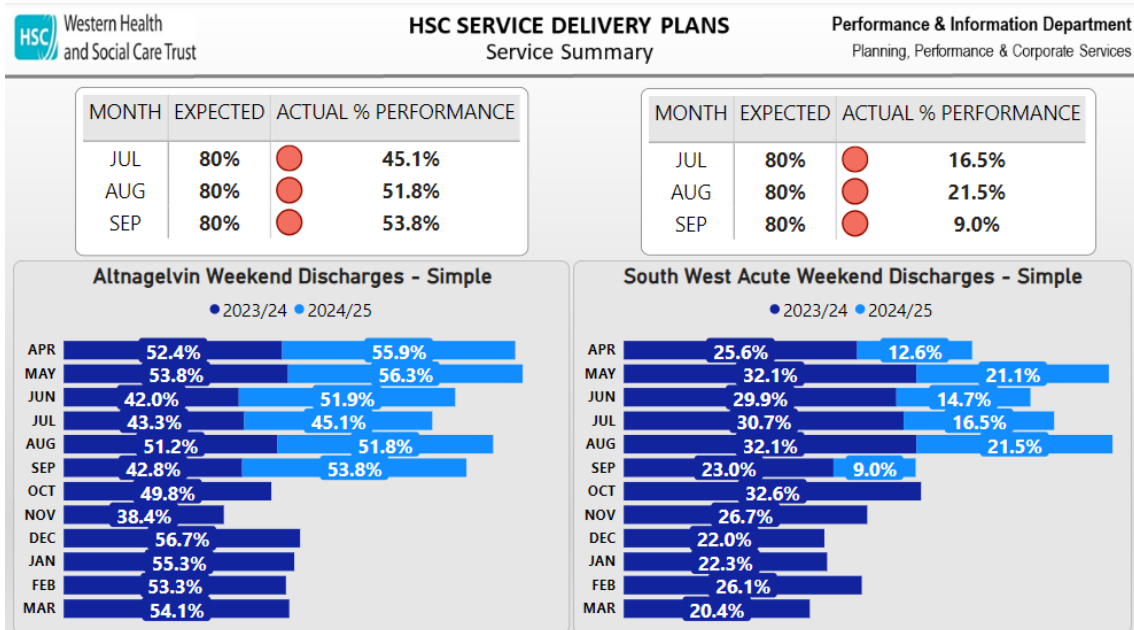 HSC
Western Health
and Social Care Trust
HSC SERVICE DELIVERY PLANS
Service Summary
Performance & Information Department
Planning, Performance & Corporate Services
MONTH EXPECTED ACTUAL % PERFORMANCE
JUL 80% 45.1%
AUG 80% 51.8%
SEP 80% 53.8%
MONTH EXPECTED ACTUAL % PERFORMANCE
JUL 80% 16.5%
AUG 80% 21.5%
SEP 80% 9.0%
Altnagelvin Weekend Discharges - Simple
2023/24 2024/25
APR 52.4% 55.9%
MAY 53.8% 56.3%
JUN 42.0% 51.9%
JUL 43.3% 45.1%
AUG 51.2% 51.8%
SEP 42.8% 53.8%
OCT 49.8%
NOV 38.4%
DEC 56.7%
JAN 55.3%
FEB 53.3%
MAR 54.1%
South West Acute Weekend Discharges - Simple
2023/24 2024/25
APR 25.6% 12.6%
MAY 32.1% 21.1%
JUN 29.9% 14.7%
JUL 30.7% 16.5%
AUG 32.1% 21.5%
SEP 23.0% 9.0%
OCT 32.6%
NOV 26.7%
DEC 22.0%
JAN 22.3%
FEB 26.1%
MAR 20.4%